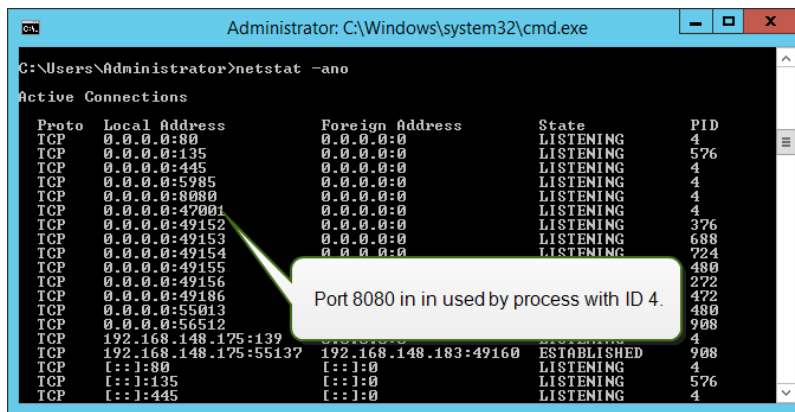 Administrator: C:\Windows\system32\cmd.exe
C:\Users\Administrator>netstat -ano
Active Connections
Proto Local Address Foreign Address State PID
TCP 0.0.0.0:80 0.0.0.0:0 LISTENING 4
TCP 0.0.0.0:135 0.0.0.0:0 LISTENING 576
TCP 0.0.0.0:445 0.0.0.0:0 LISTENING 4
TCP 0.0.0.0:5985 0.0.0.0:0 LISTENING 4
TCP 0.0.0.0:8080 0.0.0.0:0 LISTENING 4
TCP 0.0.0.0:47001 0.0.0.0:0 LISTENING 4
TCP 0.0.0.0:49152 0.0.0.0:0 LISTENING 376
TCP 0.0.0.0:49153 0.0.0.0:0 LISTENING 688
TCP 0.0.0.0:49154 0.0.0.0:0 LISTENING 724
TCP 0.0.0.0:49155 480
TCP 0.0.0.0:49156 272
TCP 0.0.0.0:49186 472
TCP 0.0.0.0:55013 480
TCP 0.0.0.0:56512 908
Port 8080 in in used by process with ID 4.
TCP 192.168.148.175:139 LISTENING 4
TCP 192.168.148.175:55137 192.168.148.183:49160 ESTABLISHED 908
TCP [::]:80 [::]:0 LISTENING 4
TCP [::]:135 [::]:0 LISTENING 576
TCP [::]:445 [::]:0 LISTENING 4